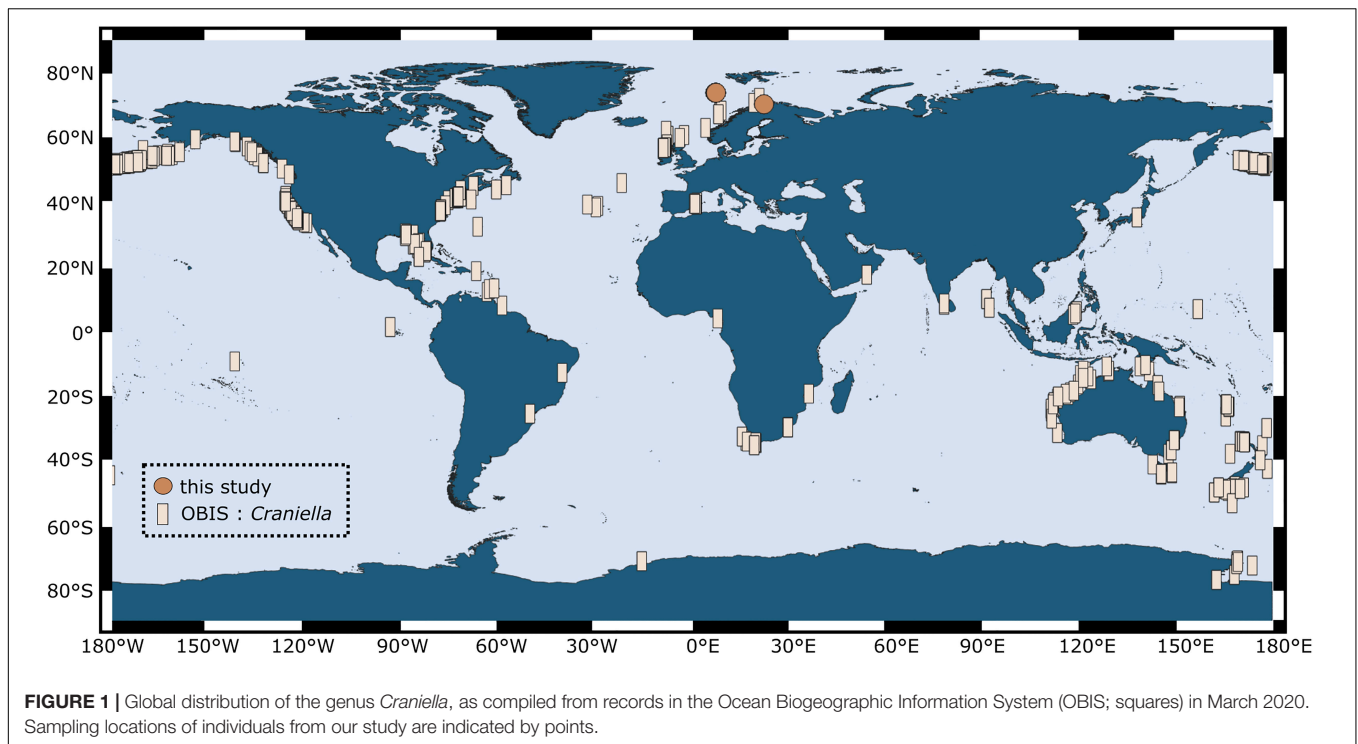 80°N
60°N
40°N
20°N
0°
20°S
40°S
60°S
80°S
this study
OBIS : Craniella
180°W 150°W 120°W 90°W 60°W 30°W 0°E 30°E 60°E 90°E 120°E 150°E 180°E
FIGURE 1 | Global distribution of the genus Craniella, as compiled from records in the Ocean Biogeographic Information System (OBIS; squares) in March 2020.
Sampling locations of individuals from our study are indicated by points.